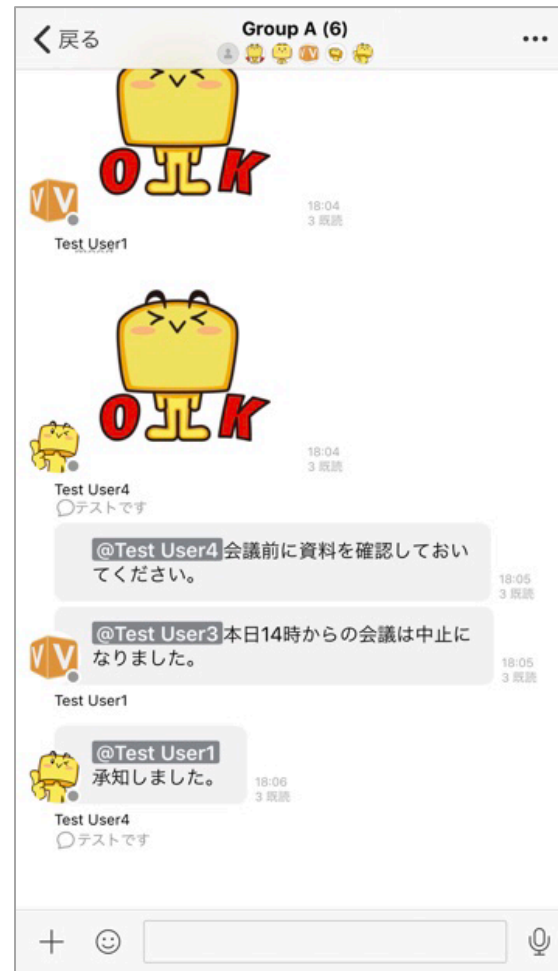 戻る
Group A (6)
OK
18:04
3 既読
VV
Test User1
OK
18:04
3 既読
Test User4
テストです
@Test User4 会議前に資料を確認しておい
てください。
18:05
3 既読
@Test User3 本日14時からの会議は中止に
なりました。
18:05
3 既読
VV
Test User1
@Test User1
承知しました。
18:06
3 既読
Test User4
テストです